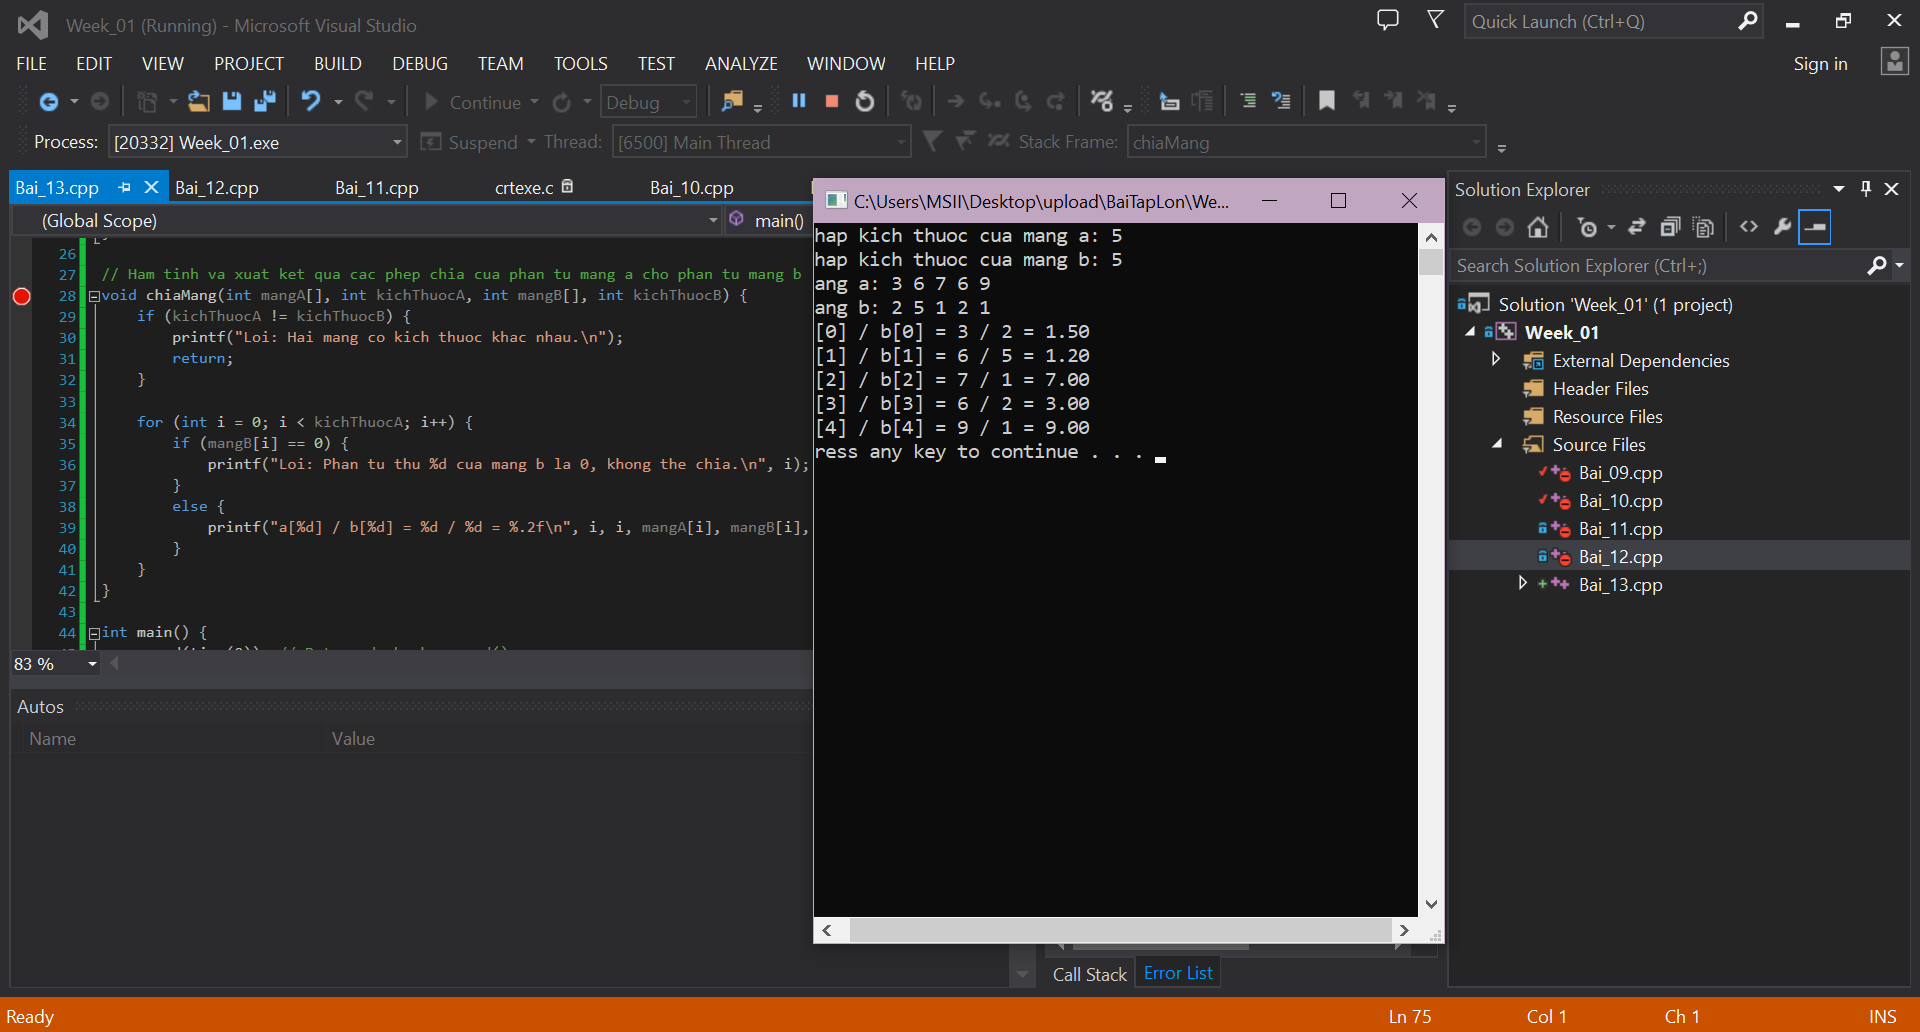 Week_01 (Running) - Microsoft Visual Studio
Quick Launch (Ctrl+Q)
FILE EDIT VIEW PROJECT BUILD DEBUG TEAM TOOLS TEST ANALYZE WINDOW HELP
Sign in
Continue
Debug
Process: [20332] Week_01.exe
Suspend Thread: [6500] Main Thread
Stack Frame: chiaMang
Bai_13.cpp Bai_12.cpp Bai_11.cpp crtexe.c Bai_10.cpp
(Global Scope) main()
26 }
27 // Ham tinh va xuat ket qua cac phep chia cua phan tu mang a cho phan tu mang b
28 void chiaMang(int mangA[], int kichThuocA, int mangB[], int kichThuocB) {
29 if (kichThuocA != kichThuocB) {
30 printf("Loi: Hai mang co kich thuoc khac nhau.\n");
31 return;
32 }
33
34 for (int i = 0; i < kichThuocA; i++) {
35 if (mangB[i] == 0) {
36 printf("Loi: Phan tu thu %d cua mang b la 0, khong the chia.\n", i);
37 }
38 else {
39 printf("a[%d] / b[%d] = %d / %d = %.2f\n", i, i, mangA[i], mangB[i],
40 }
41 }
42 }
43
44 int main() {
83 %
Autos
Name Value
C:\Users\MSII\Desktop\upload\BaiTapLon\We...
hap kich thuoc cua mang a: 5
hap kich thuoc cua mang b: 5
ang a: 3 6 7 6 9
ang b: 2 5 1 2 1
[0] / b[0] = 3 / 2 = 1.50
[1] / b[1] = 6 / 5 = 1.20
[2] / b[2] = 7 / 1 = 7.00
[3] / b[3] = 6 / 2 = 3.00
[4] / b[4] = 9 / 1 = 9.00
ress any key to continue . . .
Call Stack Error List
Solution Explorer
Search Solution Explorer (Ctrl+;)
Solution 'Week_01' (1 project)
Week_01
External Dependencies
Header Files
Resource Files
Source Files
Bai_09.cpp
Bai_10.cpp
Bai_11.cpp
Bai_12.cpp
Bai_13.cpp
Ready
Ln 75 Col 1 Ch 1 INS